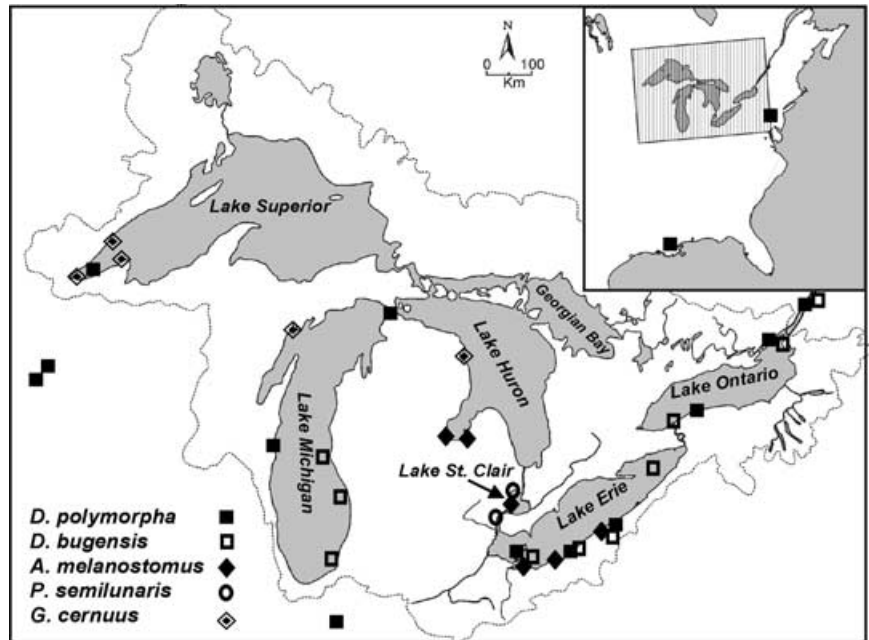 N
0 100
Km
Lake Superior
Georgian Bay
Lake Huron
Lake Ontario
Lake Michigan
Lake St. Clair
Lake Erie
D. polymorpha
D. bugensis
A. melanostomus
P. semilunaris
G. cernuus